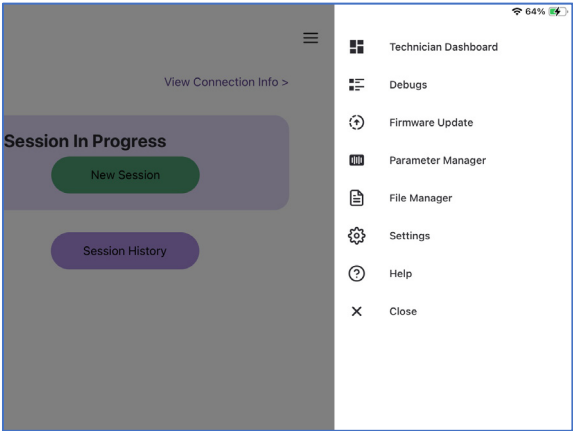 64%
View Connection Info >
Session In Progress
New Session
Session History
Technician Dashboard
Debugs
Firmware Update
Parameter Manager
File Manager
Settings
Help
Close